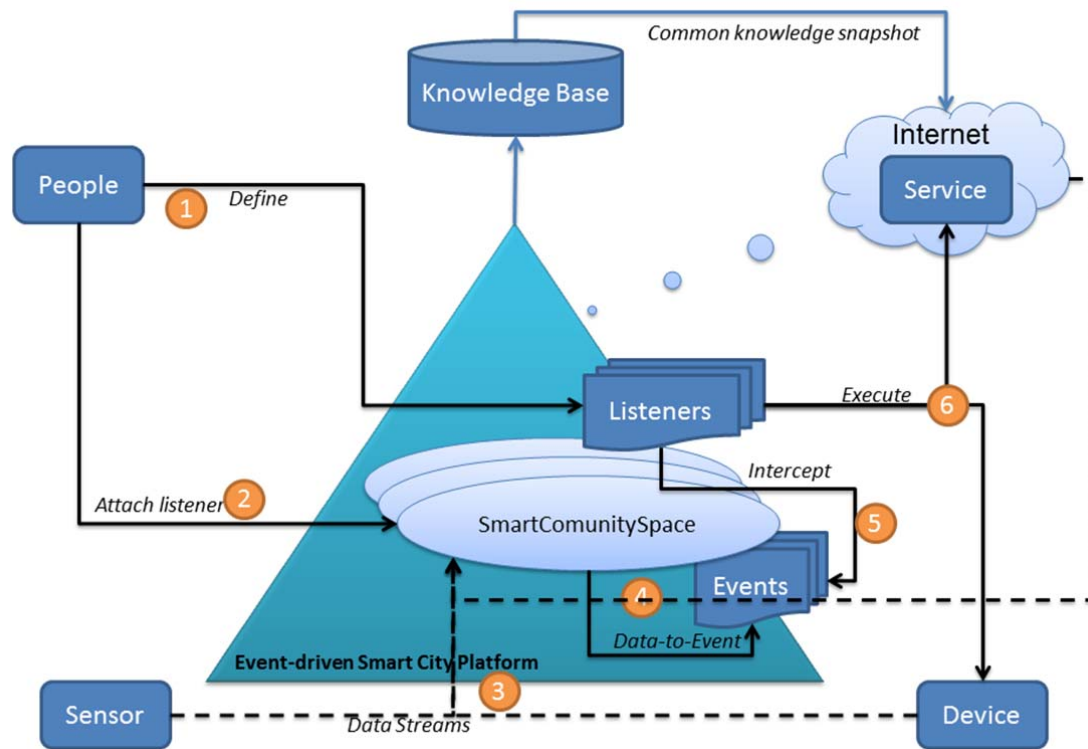 Common knowledge snapshot
Knowledge Base
Internet
People
Service
1
Define
Listeners
Execute
6
Intercept
Attach listener
2
SmartComunitySpace
5
Events
4
Data-to-Event
Event-driven Smart City Platform
3
Sensor
Data Streams
Device